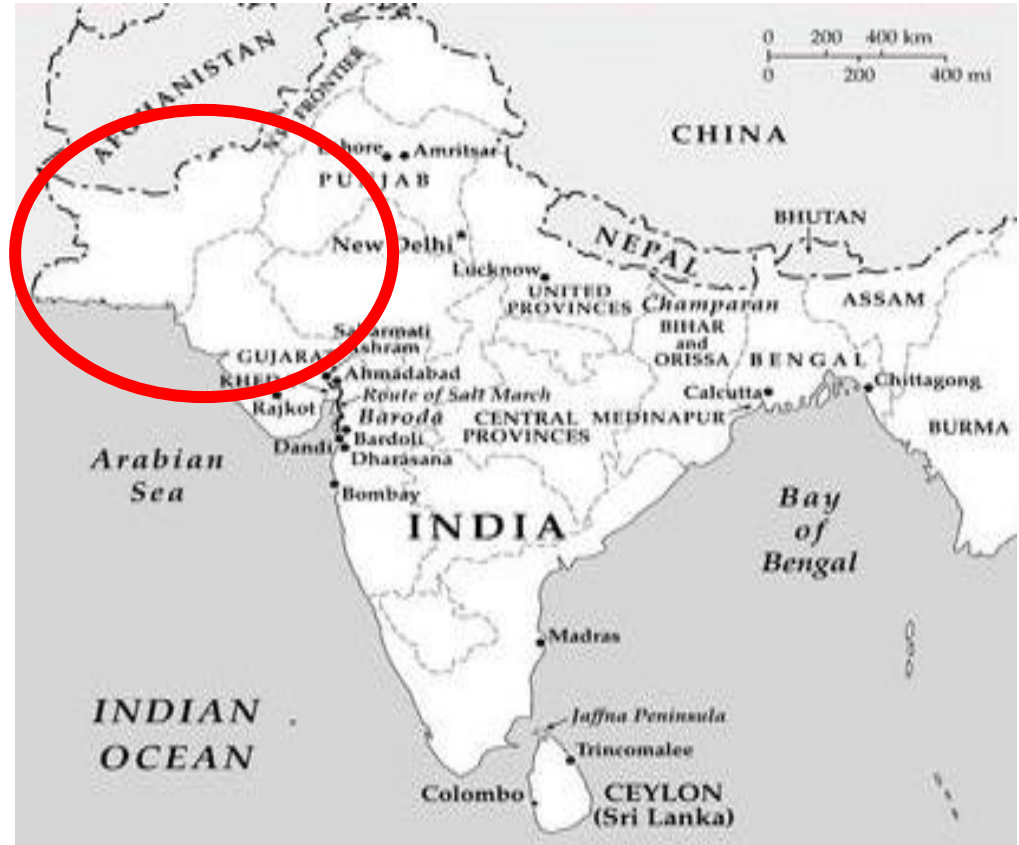 0 200 400 km
0 200 400 mi
AFGHANISTAN
FRONTIER
CHINA
Amritsar
PUNJAB
BHUTAN
New Delhi
NEPAL
Lucknow
UNITED
PROVINCES
Champaran
ASSAM
BIHAR
and
ORISSA
BENGAL
Ashram
Ahmadabad
Rajkot
Route of Salt March
Baroda
CENTRAL
PROVINCES
MEDINAPUR
Calcutta
Chittagong
BURMA
Dandi
Bardoli
Dharasana
Arabian
Sea
Bombay
INDIA
Bay
of
Bengal
Madras
INDIAN
OCEAN
Jaffna Peninsula
Trincomalee
Colombo
CEYLON
(Sri Lanka)